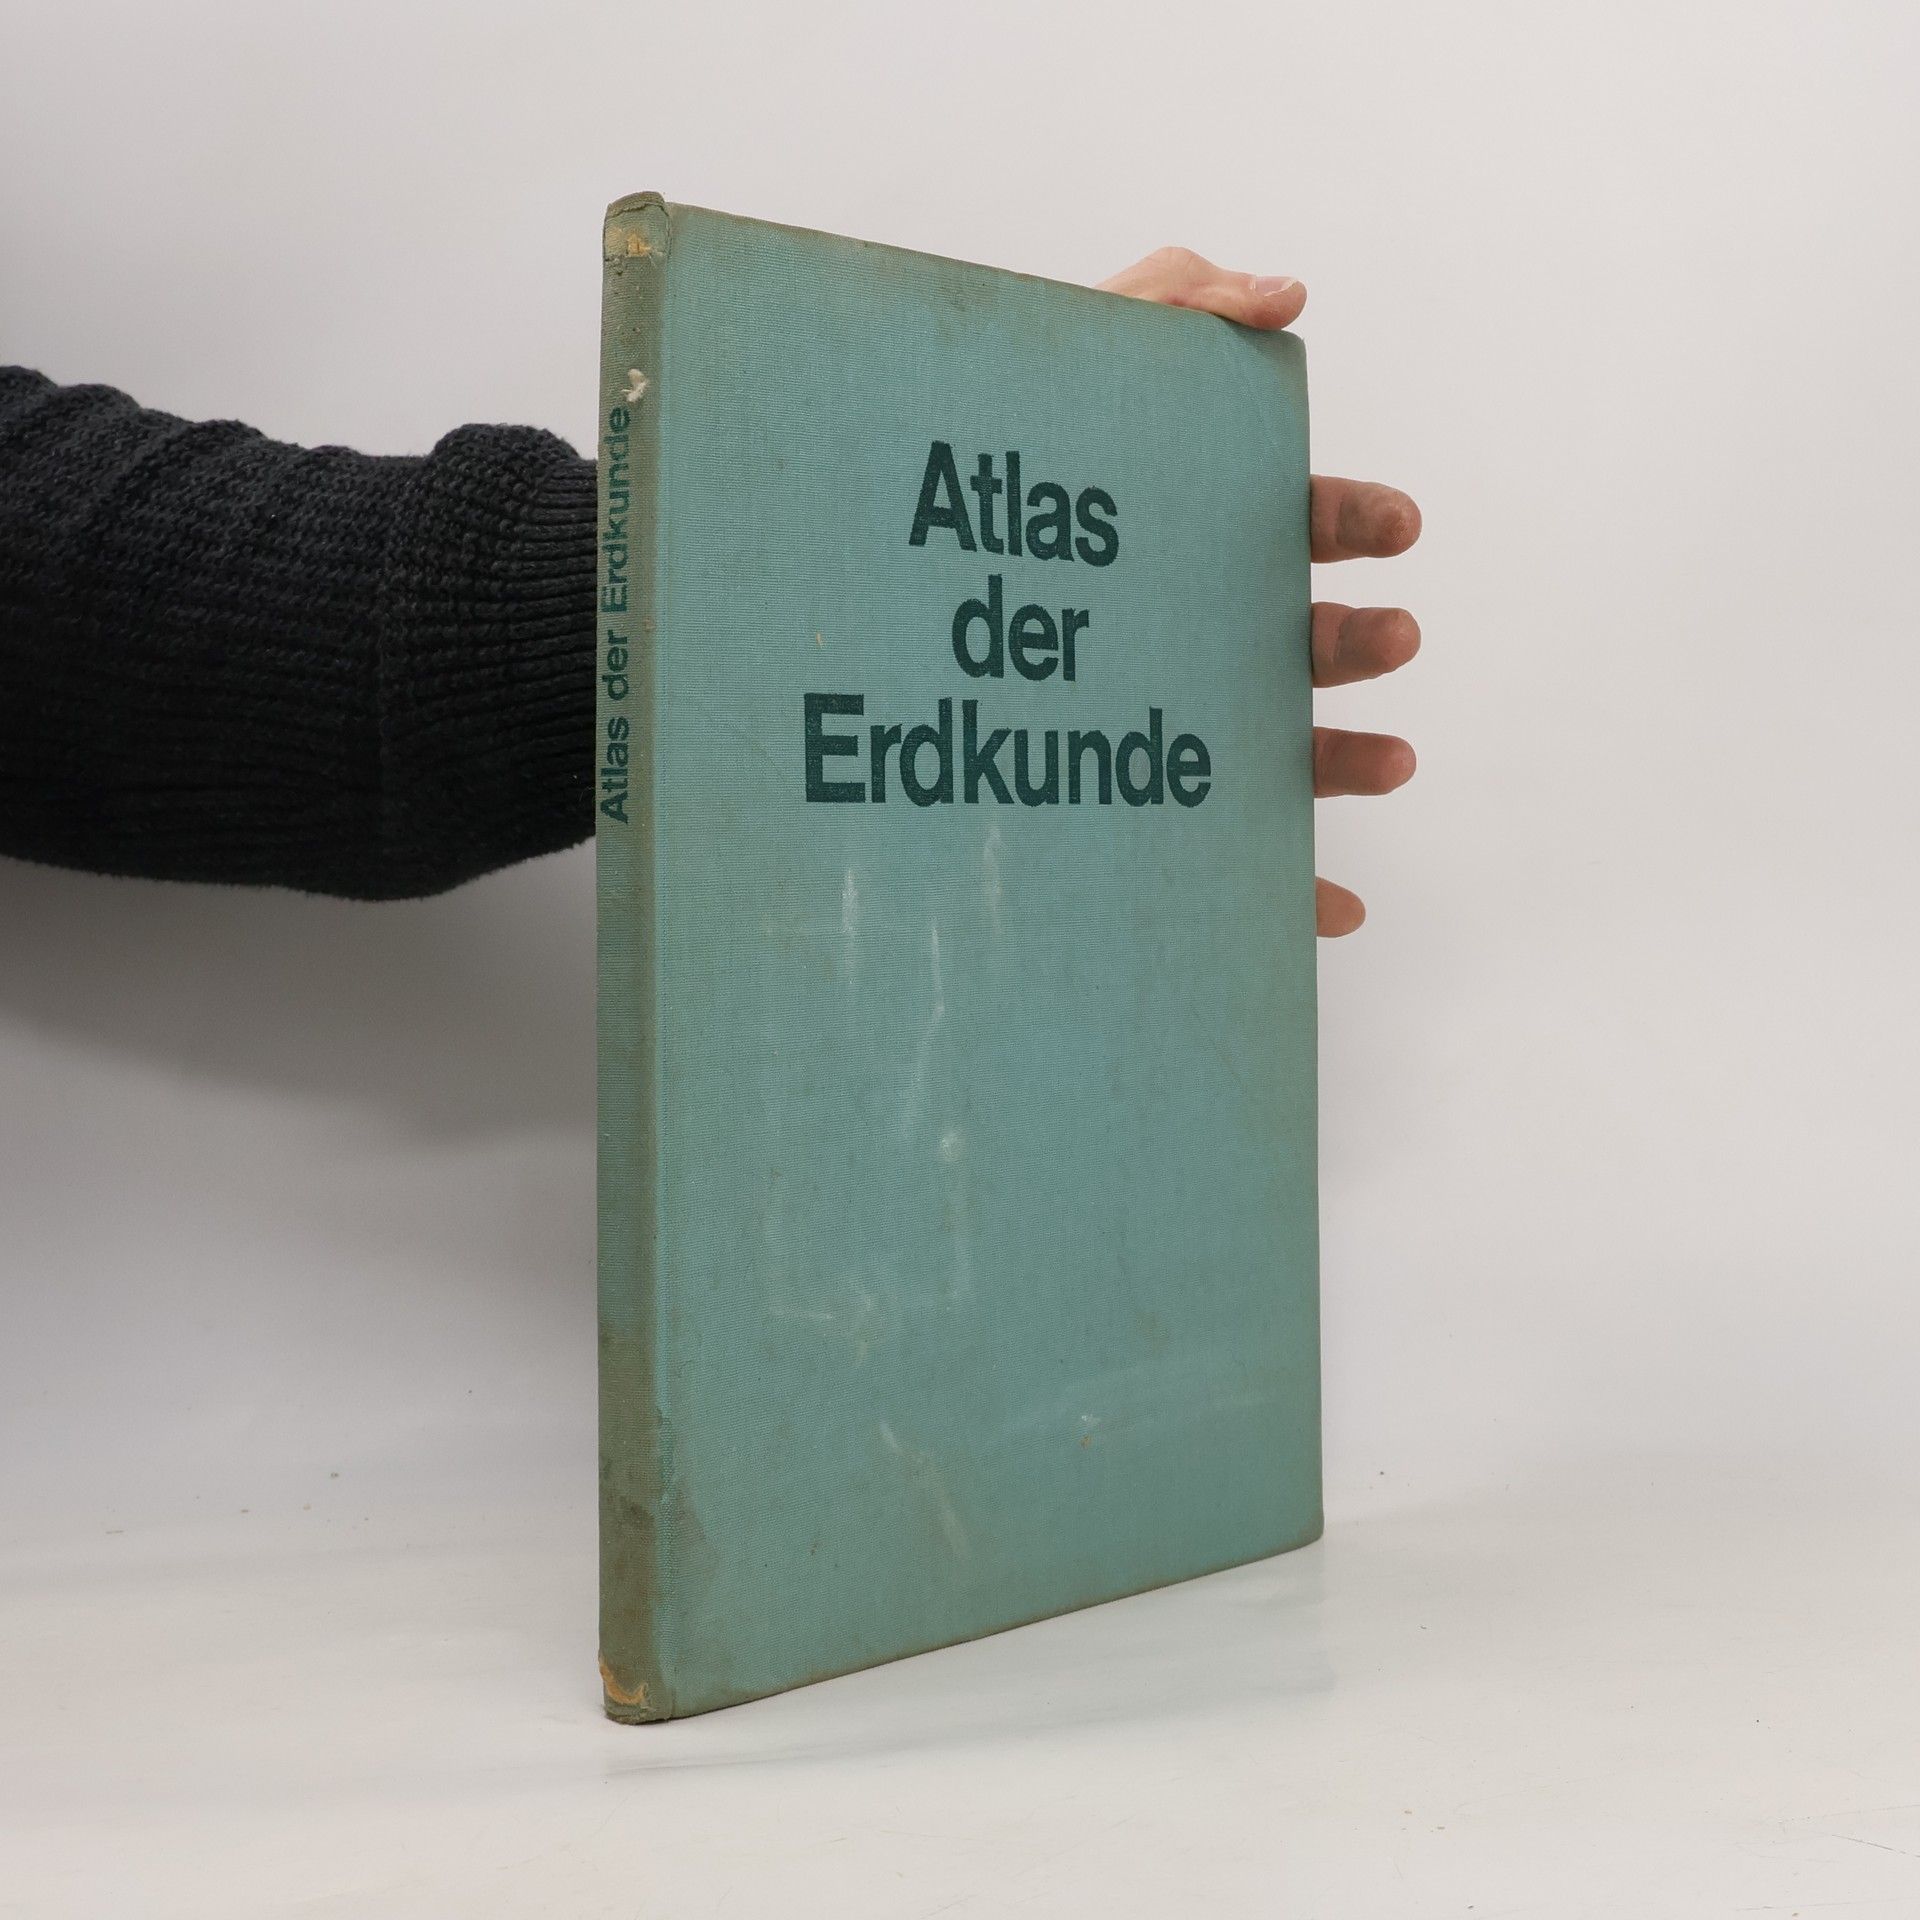 Atlas der Erdkunde
Atlas
der
Erdkunde